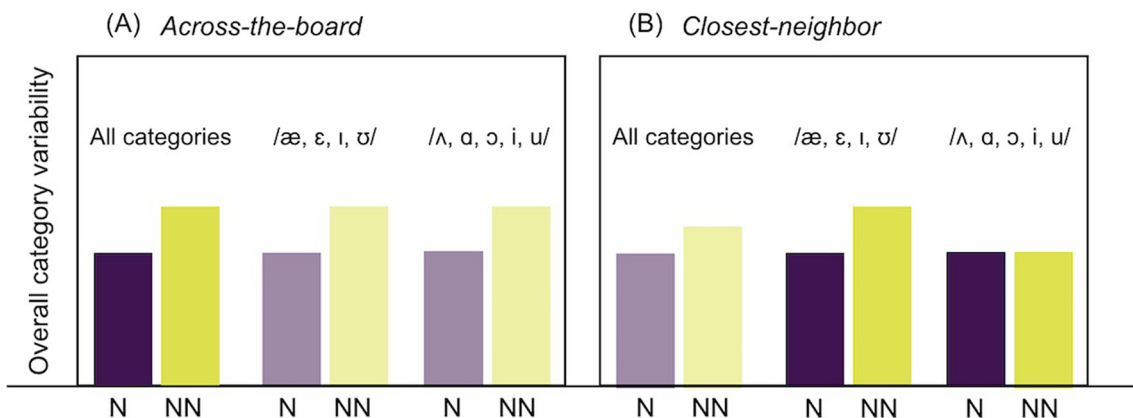 (A) Across-the-board
(B) Closest-neighbor
Overall category variability
All categories /æ, ɛ, ɪ, ʊ/ /ʌ, ɑ, ɔ, i, u/
All categories /æ, ɛ, ɪ, ʊ/ /ʌ, ɑ, ɔ, i, u/
N NN N NN N NN
N NN N NN N NN